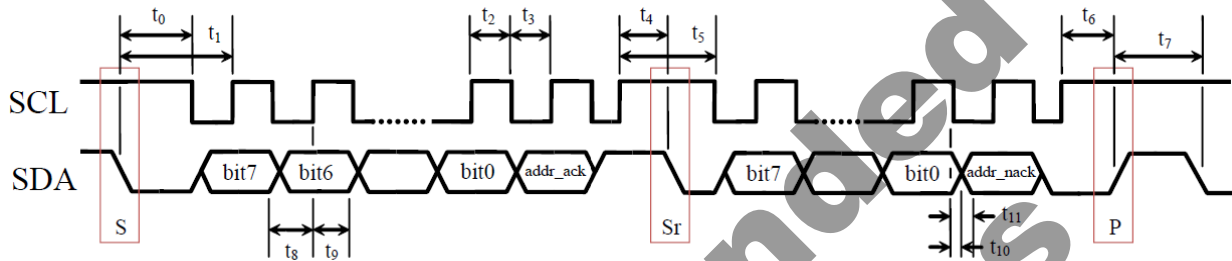 t0 t1 t2 t3 t4 t5 t6 t7
SCL
SDA bit7 bit6 bit0 addr_ack bit7 bit0 addr_nack
S Sr P
t8 t9 t11
t10